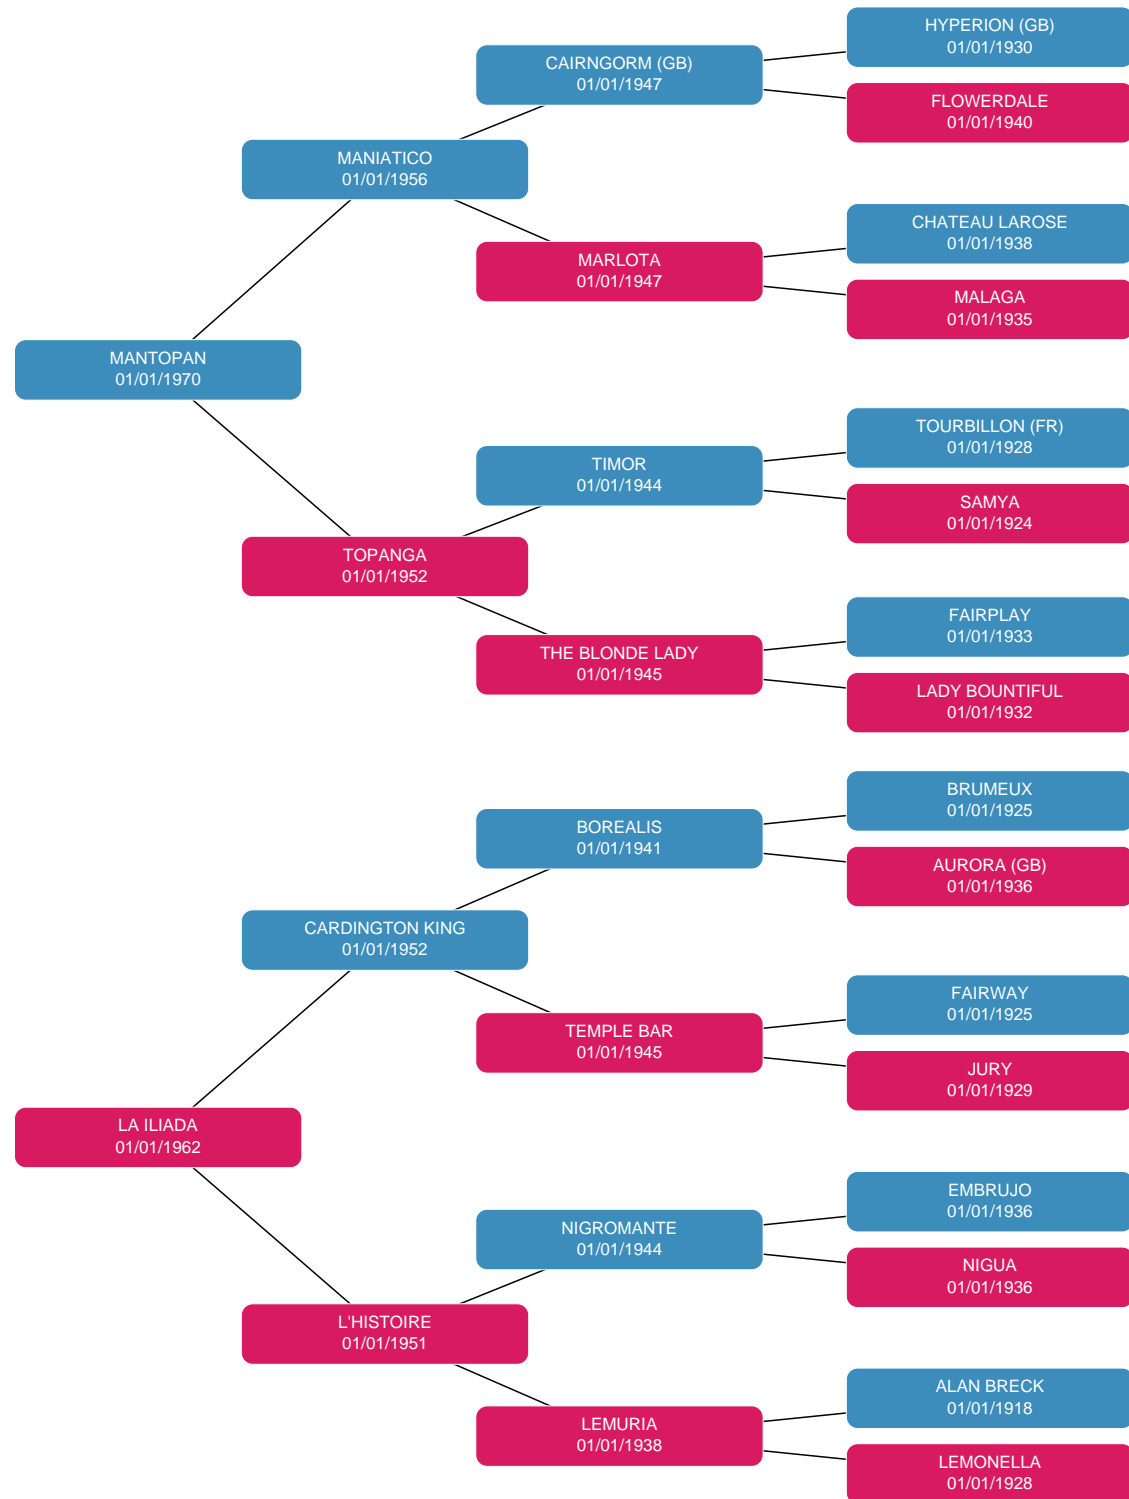 HYPERION (GB)
01/01/1930
CAIRNGORM (GB)
01/01/1947
FLOWERDALE
01/01/1940
MANIATICO
01/01/1956
CHATEAU LAROSE
01/01/1938
MARLOTA
01/01/1947
MALAGA
01/01/1935
MANTOPAN
01/01/1970
TOURBILLON (FR)
01/01/1928
TIMOR
01/01/1944
SAMYA
01/01/1924
TOPANGA
01/01/1952
FAIRPLAY
01/01/1933
THE BLONDE LADY
01/01/1945
LADY BOUNTIFUL
01/01/1932
BRUMEUX
01/01/1925
BOREALIS
01/01/1941
AURORA (GB)
01/01/1936
CARDINGTON KING
01/01/1952
FAIRWAY
01/01/1925
TEMPLE BAR
01/01/1945
JURY
01/01/1929
LA ILIADA
01/01/1962
EMBRUJO
01/01/1936
NIGROMANTE
01/01/1944
NIGUA
01/01/1936
L'HISTOIRE
01/01/1951
ALAN BRECK
01/01/1918
LEMURIA
01/01/1938
LEMONELLA
01/01/1928